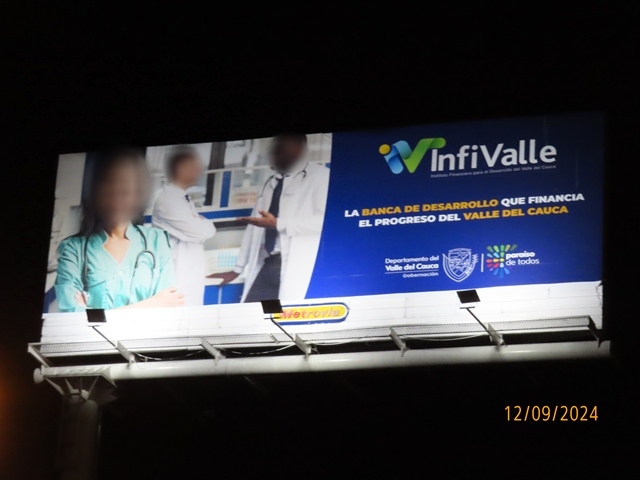 InfiValle
Instituto Financiero para el Desarrollo del Valle del Cauca
LA BANCA DE DESARROLLO QUE FINANCIA
EL PROGRESO DEL VALLE DEL CAUCA
Departamento del
Valle del Cauca
Gobernación
paraíso
de todos
Metrovía
12/09/2024